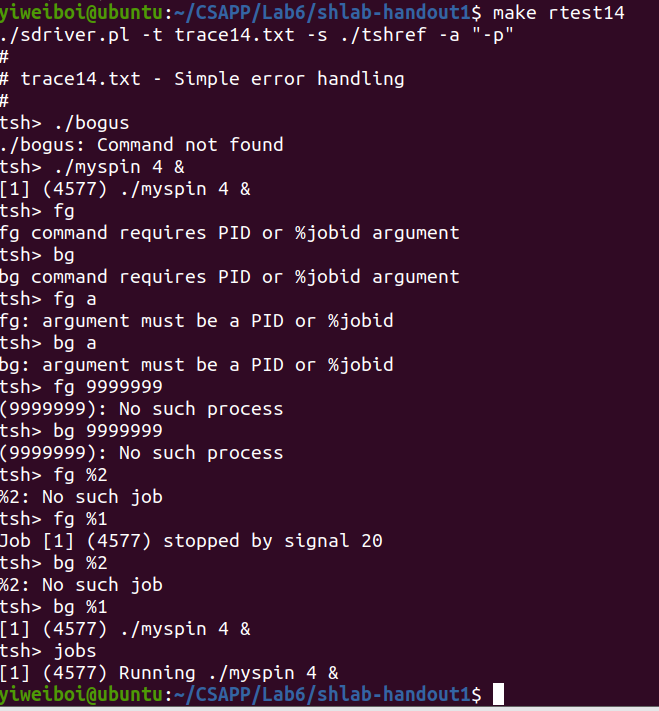 yiweiboi@ubuntu:~/CSAPP/Lab6/shlab-handout1$ make rtest14
./sdriver.pl -t trace14.txt -s ./tshref -a "-p"
#
# trace14.txt - Simple error handling
#
tsh> ./bogus
./bogus: Command not found
tsh> ./myspin 4 &
[1] (4577) ./myspin 4 &
tsh> fg
fg command requires PID or %jobid argument
tsh> bg
bg command requires PID or %jobid argument
tsh> fg a
fg: argument must be a PID or %jobid
tsh> bg a
bg: argument must be a PID or %jobid
tsh> fg 9999999
(9999999): No such process
tsh> bg 9999999
(9999999): No such process
tsh> fg %2
%2: No such job
tsh> fg %1
Job [1] (4577) stopped by signal 20
tsh> bg %2
%2: No such job
tsh> bg %1
[1] (4577) ./myspin 4 &
tsh> jobs
[1] (4577) Running ./myspin 4 &
yiweiboi@ubuntu:~/CSAPP/Lab6/shlab-handout1$